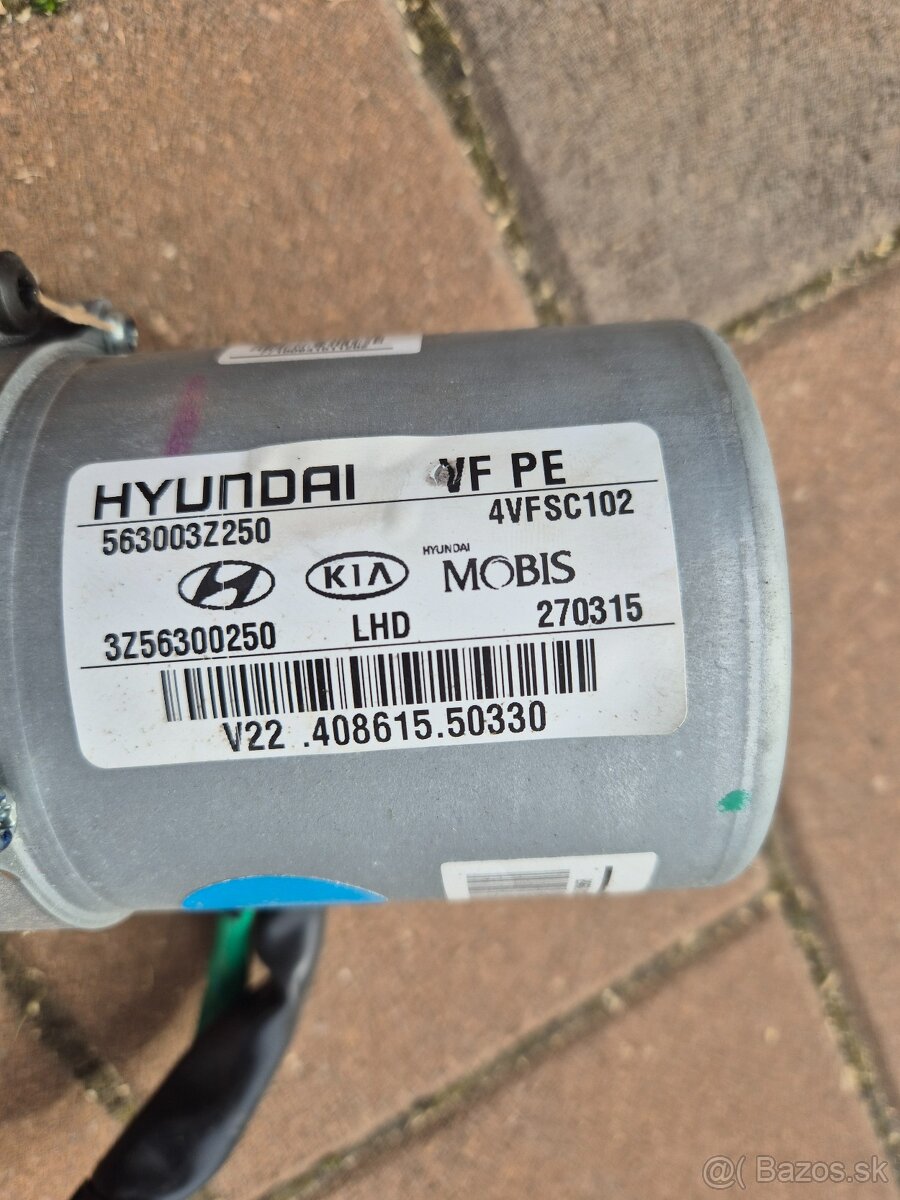 HYUNDAI VF PE
563003Z250 4VFSC102
KIA HYUNDAI MOBIS
3Z56300250 LHD 270315
V22 .408615.50330
@( Bazos.sk